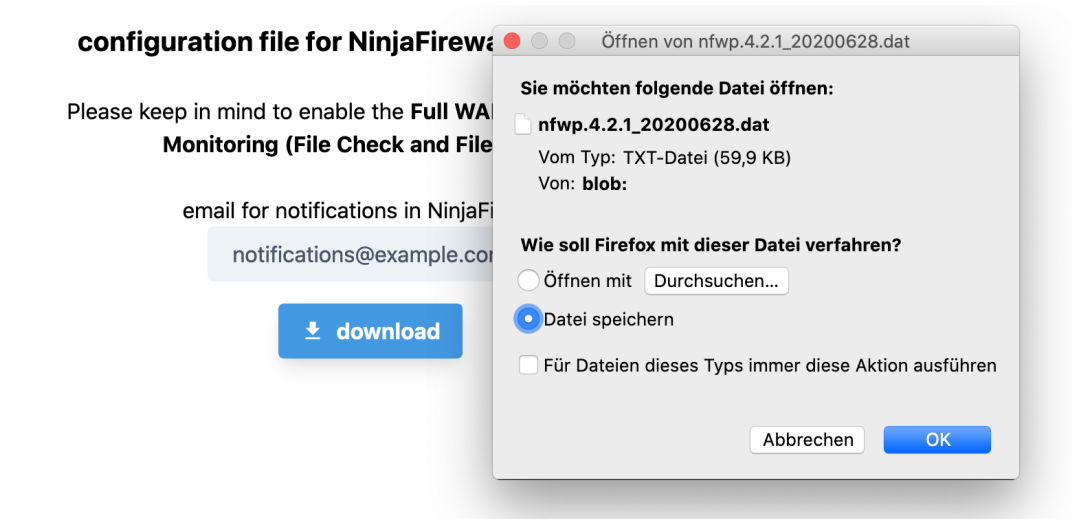 configuration file for NinjaFirewa
Please keep in mind to enable the Full WA
Monitoring (File Check and File
email for notifications in NinjaFi
notifications@example.co
download
Öffnen von nfwp.4.2.1_20200628.dat
Sie möchten folgende Datei öffnen:
nfwp.4.2.1_20200628.dat
Vom Typ: TXT-Datei (59,9 KB)
Von: blob:
Wie soll Firefox mit dieser Datei verfahren?
Öffnen mit Durchsuchen...
Datei speichern
Für Dateien dieses Typs immer diese Aktion ausführen
Abbrechen OK